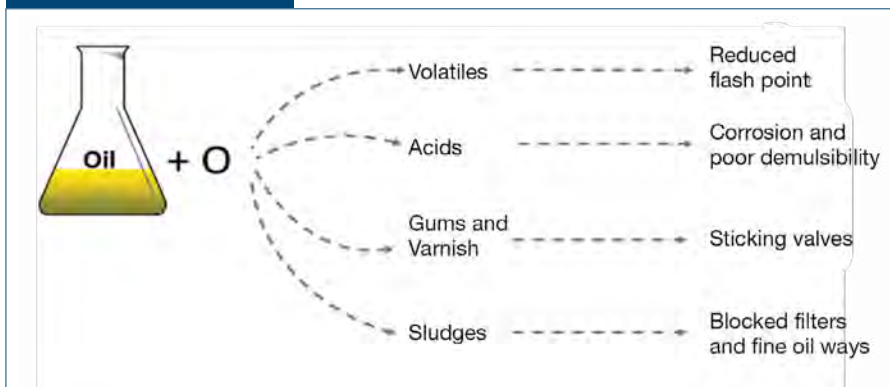 Oil
+ O
Volatiles
Reduced
flash point
Acids
Corrosion and
poor demulsibility
Gums and
Varnish
Sticking valves
Sludges
Blocked filters
and fine oil ways